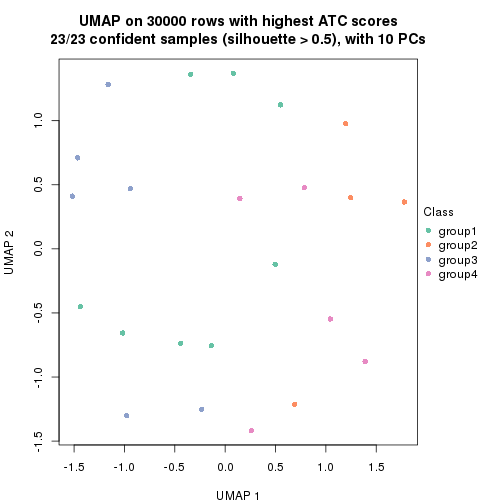 UMAP on 30000 rows with highest ATC scores
23/23 confident samples (silhouette > 0.5), with 10 PCs
1.0
0.5
0.0
-0.5
-1.0
-1.5
UMAP 2
-1.5 -1.0 -0.5 0.0 0.5 1.0 1.5
UMAP 1
Class
group1
group2
group3
group4